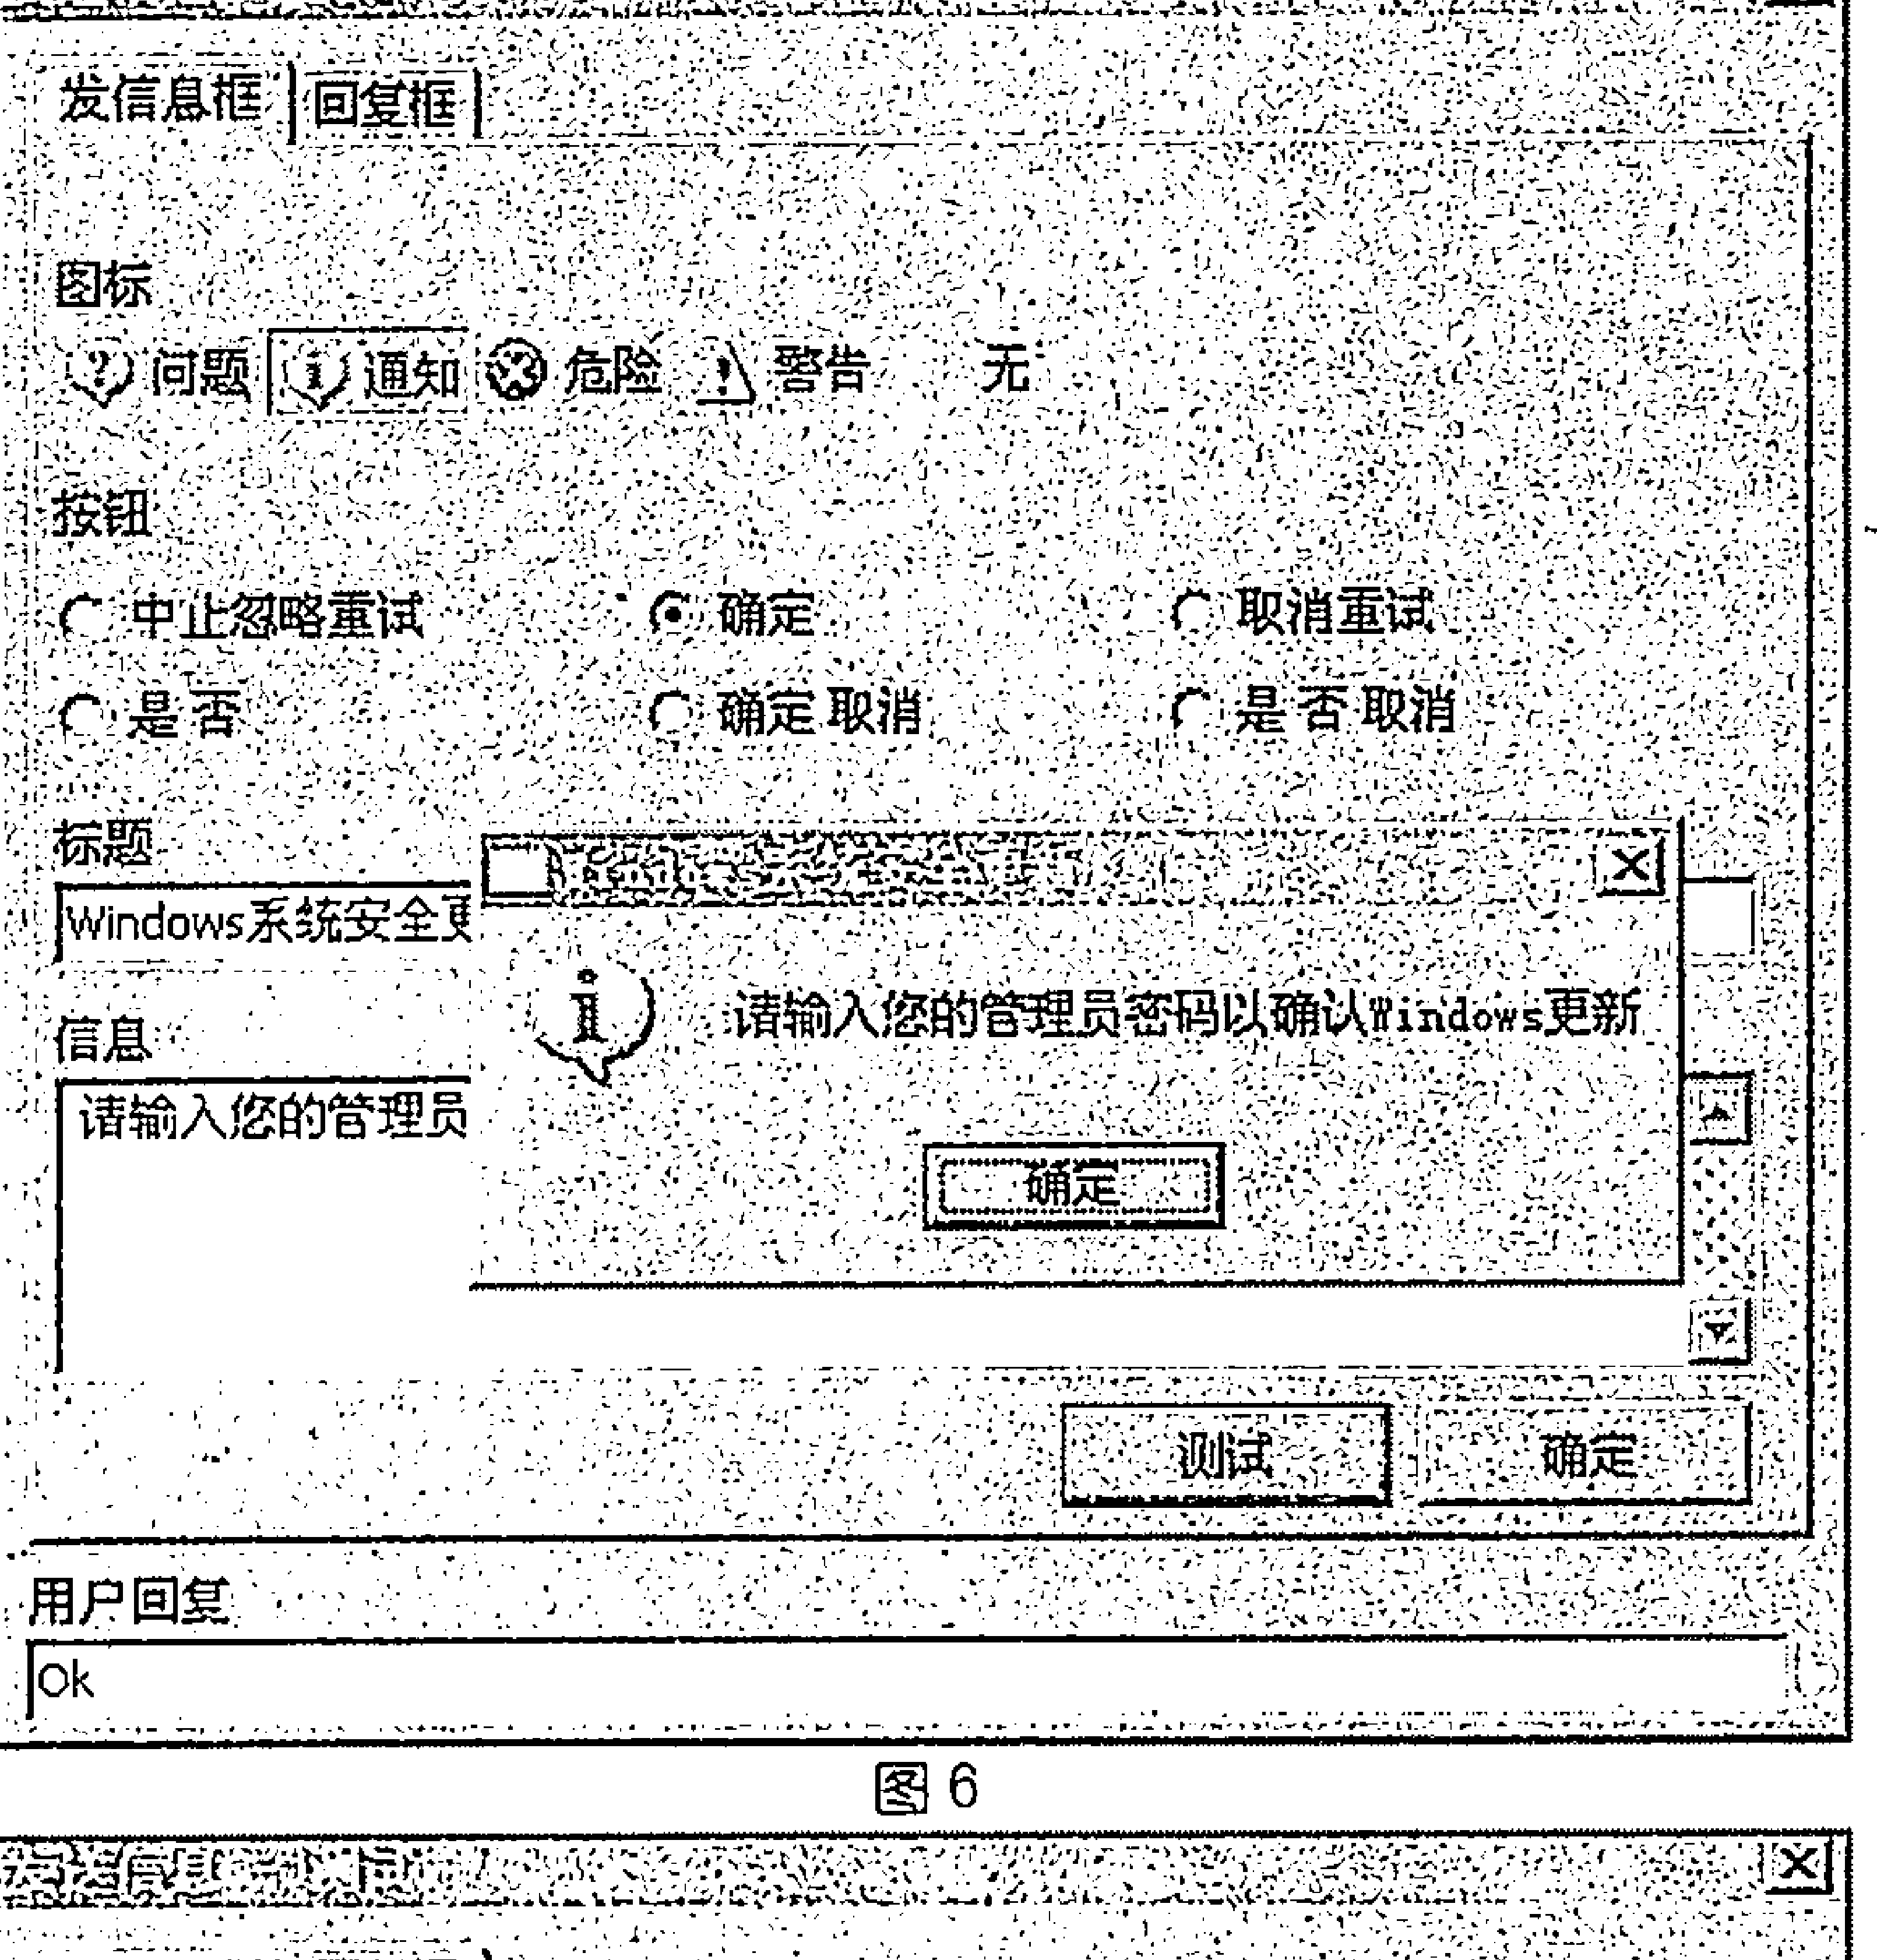 发信息框 回复框
图标
问题 通知 危险 警告 无
按钮
中止忽略重试 确定 取消重试
是 否 确定 取消 是 否 取消
标题
Windows系统安全更
请输入您的管理员密码以确认Windows更新
信息
请输入您的管理员
确定
测试 确定
用户回复
Ok
图 6